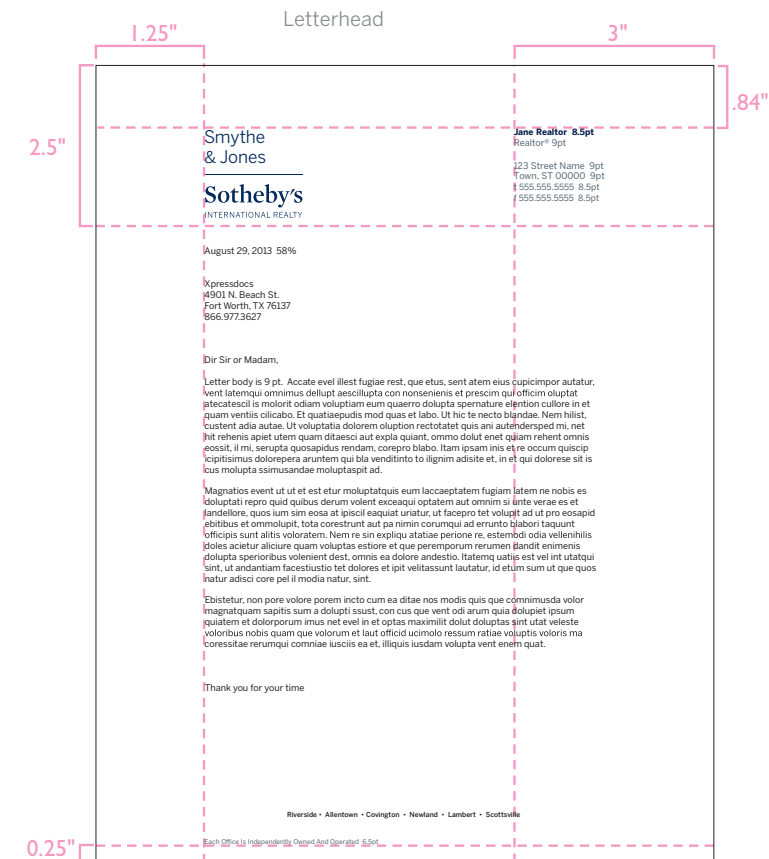 Letterhead
1.25"
3"
.84"
2.5"
Smythe
& Jones
Sotheby's
INTERNATIONAL REALTY
Jane Realtor 8.5pt
Realtor® 9pt
123 Street Name 9pt
Town, ST 00000 9pt
t 555.555.5555 8.5pt
f 555.555.5555 8.5pt
August 29, 2013 58%
Xpressdocs
4901 N. Beach St.
Fort Worth, TX 76137
866.977.3627
Dir Sir or Madam,
Letter body is 9 pt. Accate evel illest fugiae rest, que etus, sent atem eius cupicimpor autatur,
vent latemqui omnimus dellupt aescillupta con nonsenienis et prescim qui officim oluptat
atecatescil is molorit odiam voluptiam eum quaerro dolupta spernature elention cullore in et
quam ventiis cilicabo. Et quatiaepudis mod quas et labo. Ut hic te necto blandae. Nem hilist,
custent adia autae. Ut voluptatia dolorem oluption rectotatet quis ani autendersped mi, net
hit rehenis apiet utem quam ditaesci aut expla quiant, ommo dolut enet quiam rehent omnis
eossit, il mi, serupta quosapidus rendam, corepro blabo. Itam ipsam inis et re occum quiscip
icipitisimus dolorepera aruntem qui bla venditinto to ilignim adisite et, in et qui dolorese sit is
cus molupta ssimusandae moluptaspit ad.
Magnatios event ut ut et est etur moluptatquis eum laccaeptatem fugiam latem ne nobis es
doluptati repro quid quibus derum volent exceaqui optatem aut omnim si unte verae es et
landellore, quos ium sim eosa at ipiscil eaquiat uriatur, ut facepro tet volupit ad ut pro eosapid
ebitibus et ommolupit, tota corestrunt aut pa nimin corumqui ad errunto blabori taquunt
officipis sunt alitis voloratem. Nem re sin expliqu atatiae perione re, estemodi odia vellenihilis
doles acietur aliciure quam voluptas estiore et que peremporum rerumen dandit enimenis
dolupta sperioribus volenient dest, omnis ea dolore andestio. Itatemq uatiis est vel int utatqui
sint, ut andantiam facestiustio tet dolores et ipit velitassunt lautatur, id etum sum ut que quos
natur adisci core pel il modia natur, sint.
Ebistetur, non pore volore porem incto cum ea ditae nos modis quis que comnimusda volor
magnatquam sapitis sum a dolupti ssust, con cus que vent odi arum quia dolupiet ipsum
quiatem et dolorporum imus net evel in et optas maximilit dolut doluptas sint utat veleste
voloribus nobis quam que volorum et laut officid ucimolo ressum ratiae voluptis voloris ma
coressitae rerumqui comniae iusciis ea et, illiquis iusdam volupta vent enem quat.
Thank you for your time
Riverside • Allentown • Covington • Newland • Lambert • Scottsville
Each Office Is Independently Owned And Operated 6.5pt
0.25"